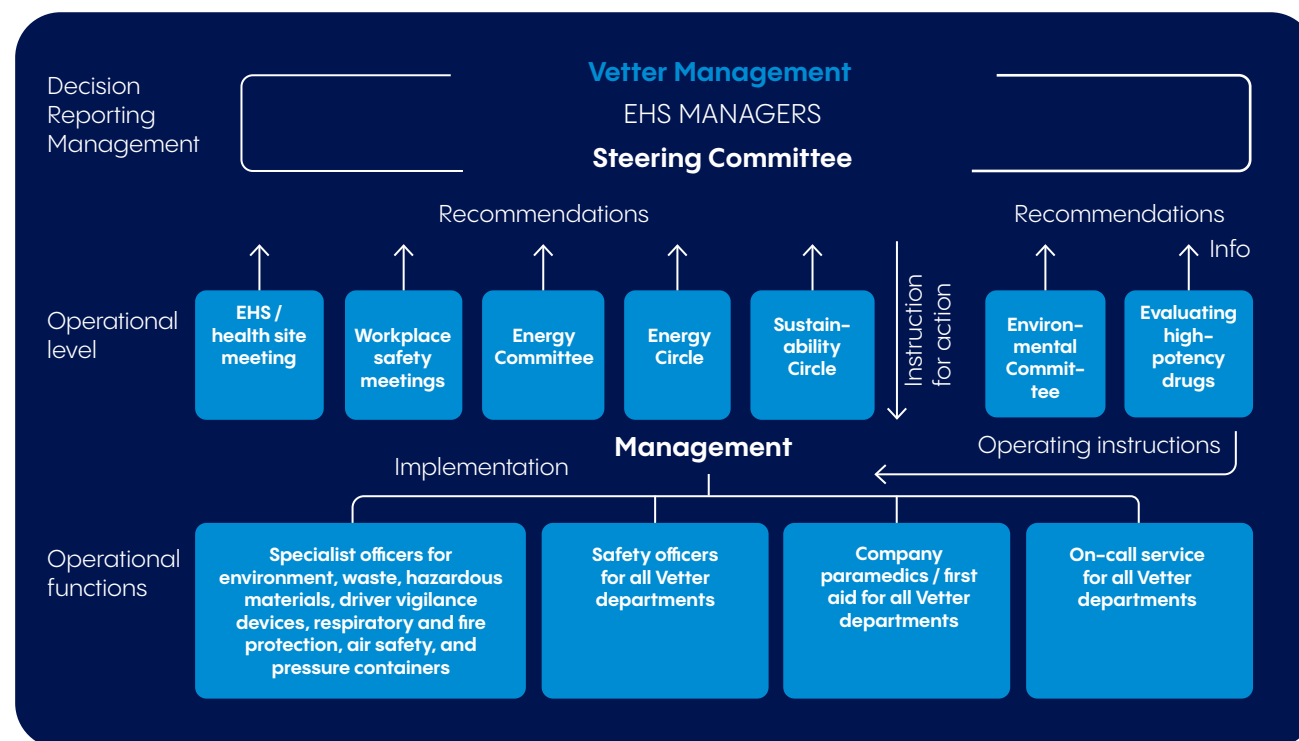 Decision
Reporting
Management
Vetter Management
EHS MANAGERS
Steering Committee
Recommendations
Recommendations
Info
Operational
level
EHS /
health site
meeting
Workplace
safety
meetings
Energy
Committee
Energy
Circle
Sustain-
ability
Circle
Instruction
for action
Environ-
mental
Commit-
tee
Evaluating
high-
potency
drugs
Management
Implementation
Operating instructions
Operational
functions
Specialist officers for
environment, waste, hazardous
materials, driver vigilance
devices, respiratory and fire
protection, air safety, and
pressure containers
Safety officers
for all Vetter
departments
Company
paramedics / first
aid for all Vetter
departments
On-call service
for all Vetter
departments